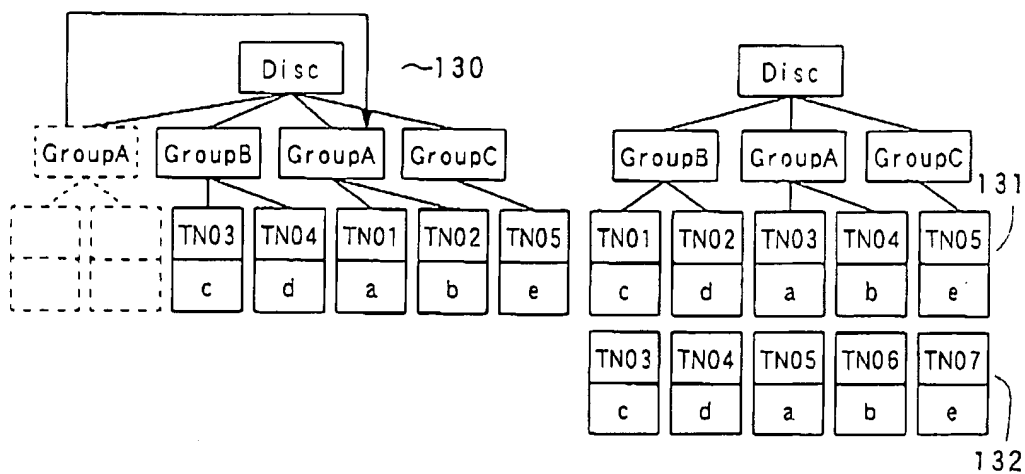 Disc
~130
GroupA
GroupB
GroupA
GroupC
TN03
TN04
TN01
TN02
TN05
c
d
a
b
e
Disc
GroupB
GroupA
GroupC
131
TN01
TN02
TN03
TN04
TN05
c
d
a
b
e
TN03
TN04
TN05
TN06
TN07
c
d
a
b
e
132